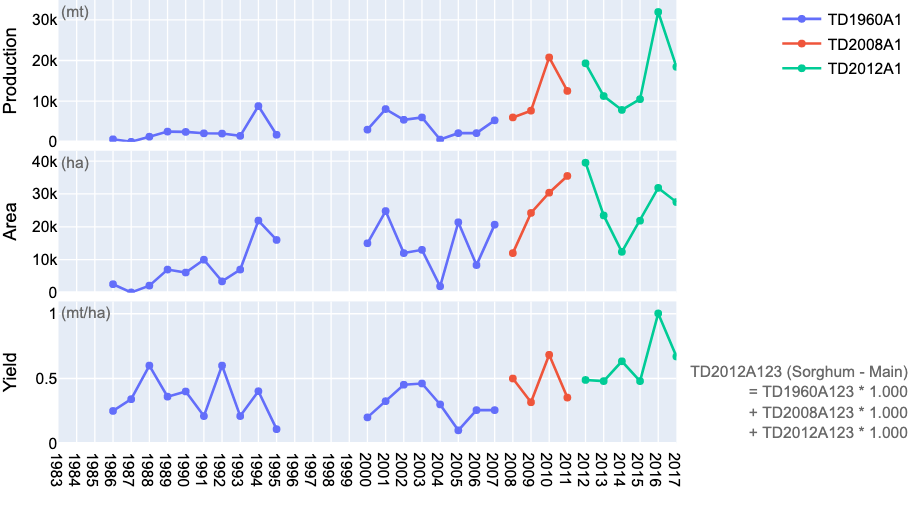 Production
(mt)
30k
20k
10k
0
Area
(ha)
40k
30k
20k
10k
0
Yield
(mt/ha)
1
0.5
0
1983
1984
1985
1986
1987
1988
1989
1990
1991
1992
1993
1994
1995
1996
1997
1998
1999
2000
2001
2002
2003
2004
2005
2006
2007
2008
2009
2010
2011
2012
2013
2014
2015
2016
2017
TD1960A1
TD2008A1
TD2012A1
TD2012A123 (Sorghum - Main)
= TD1960A123 * 1.000
+ TD2008A123 * 1.000
+ TD2012A123 * 1.000